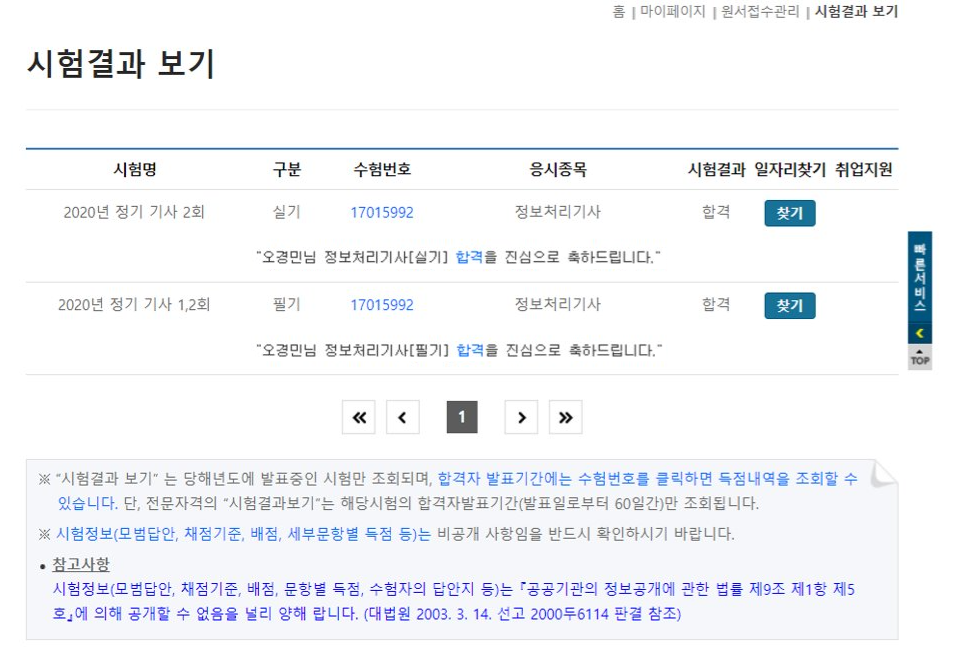 홈 | 마이페이지 | 원서접수관리 | 시험결과 보기
시험결과 보기
시험명 구분 수험번호 응시종목 시험결과 일자리찾기 취업지원
2020년 정기 기사 2회 실기 17015992 정보처리기사 합격 찾기
"오경민님 정보처리기사[실기] 합격을 진심으로 축하드립니다."
2020년 정기 기사 1,2회 필기 17015992 정보처리기사 합격 찾기
"오경민님 정보처리기사[필기] 합격을 진심으로 축하드립니다."
빠른서비스
TOP
« ‹ 1 › »
※ "시험결과 보기" 는 당해년도에 발표중인 시험만 조회되며, 합격자 발표기간에는 수험번호를 클릭하면 득점내역을 조회할 수
있습니다. 단, 전문자격의 "시험결과보기"는 해당시험의 합격자발표기간(발표일로부터 60일간)만 조회됩니다.
※ 시험정보(모범답안, 채점기준, 배점, 세부문항별 득점 등)는 비공개 사항임을 반드시 확인하시기 바랍니다.
• 참고사항
시험정보(모범답안, 채점기준, 배점, 문항별 득점, 수험자의 답안지 등)는 『공공기관의 정보공개에 관한 법률 제9조 제1항 제5
호』에 의해 공개할 수 없음을 널리 양해 랍니다. (대법원 2003. 3. 14. 선고 2000두6114 판결 참조)